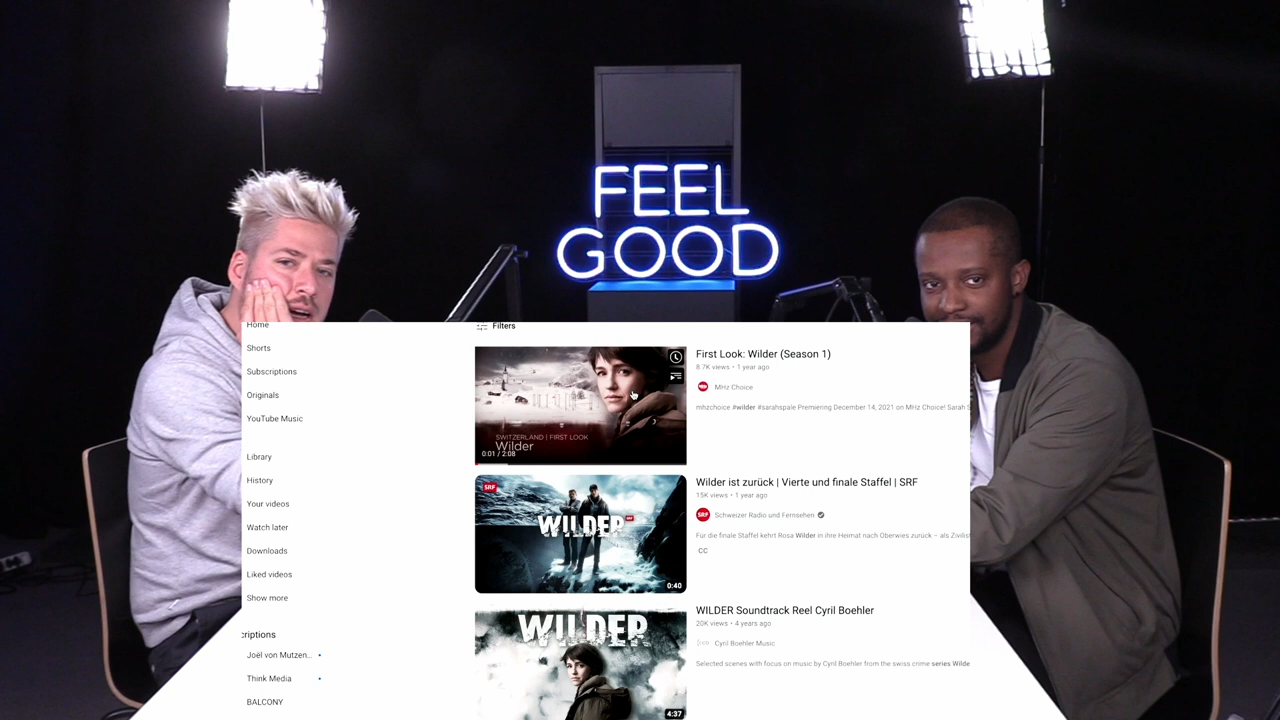 FEEL
GOOD
Home
Shorts
Subscriptions
Originals
YouTube Music
Library
History
Your videos
Watch later
Downloads
Liked videos
Show more
criptions
Joël von Mutzen...
Think Media
BALCONY
Filters
SWITZERLAND | FIRST LOOK
Wilder
0:01 / 2:08
First Look: Wilder (Season 1)
8.7K views • 1 year ago
MHz Choice
mhzchoice #wilder #sarahspale Premiering December 14, 2021 on MHz Choice! Sarah S
SRF
WILDER
0:40
Wilder ist zurück | Vierte und finale Staffel | SRF
15K views • 1 year ago
SRF Schweizer Radio und Fernsehen
Für die finale Staffel kehrt Rosa Wilder in ihre Heimat nach Oberwies zurück – als Zivilist
CC
WILDER
4:37
WILDER Soundtrack Reel Cyril Boehler
20K views • 4 years ago
Cyril Boehler Music
Selected scenes with focus on music by Cyril Boehler from the swiss crime series Wilde